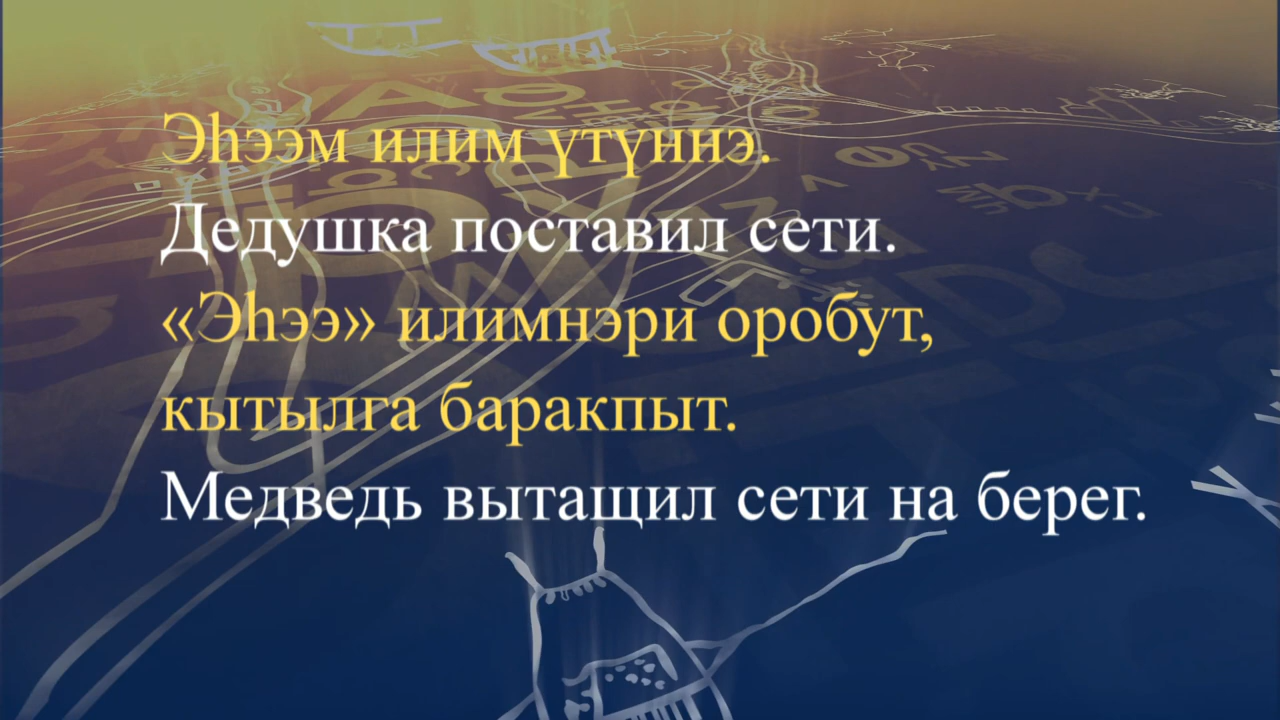 Эһээм илим үтүннэ.
Дедушка поставил сети.
«Эһээ» илимнэри оробут,
кытылга баракпыт.
Медведь вытащил сети на берег.